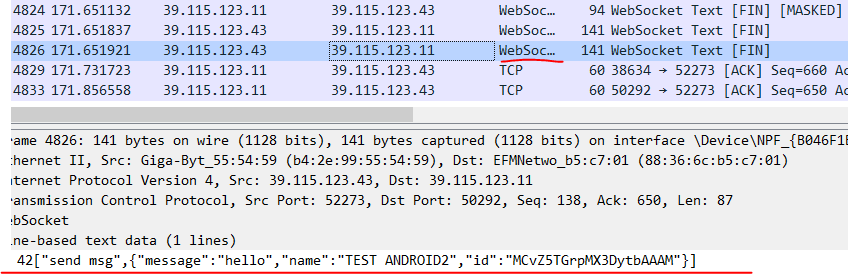 4824 171.651132 39.115.123.11 39.115.123.43 WebSoc… 94 WebSocket Text [FIN] [MASKED]
4825 171.651837 39.115.123.43 39.115.123.11 WebSoc… 141 WebSocket Text [FIN]
4826 171.651921 39.115.123.43 39.115.123.11 WebSoc… 141 WebSocket Text [FIN]
4829 171.731723 39.115.123.11 39.115.123.43 TCP 60 38634 → 52273 [ACK] Seq=660 Ac
4833 171.856558 39.115.123.11 39.115.123.43 TCP 60 50292 → 52273 [ACK] Seq=650 Ac
rame 4826: 141 bytes on wire (1128 bits), 141 bytes captured (1128 bits) on interface \Device\NPF_{B046F1E
thernet II, Src: Giga-Byt_55:54:59 (b4:2e:99:55:54:59), Dst: EFMNetwo_b5:c7:01 (88:36:6c:b5:c7:01)
nternet Protocol Version 4, Src: 39.115.123.43, Dst: 39.115.123.11
ransmission Control Protocol, Src Port: 52273, Dst Port: 50292, Seq: 138, Ack: 650, Len: 87
ebSocket
ine-based text data (1 lines)
42["send msg",{"message":"hello","name":"TEST ANDROID2","id":"MCvZ5TGrpMX3DytbAAAM"}]